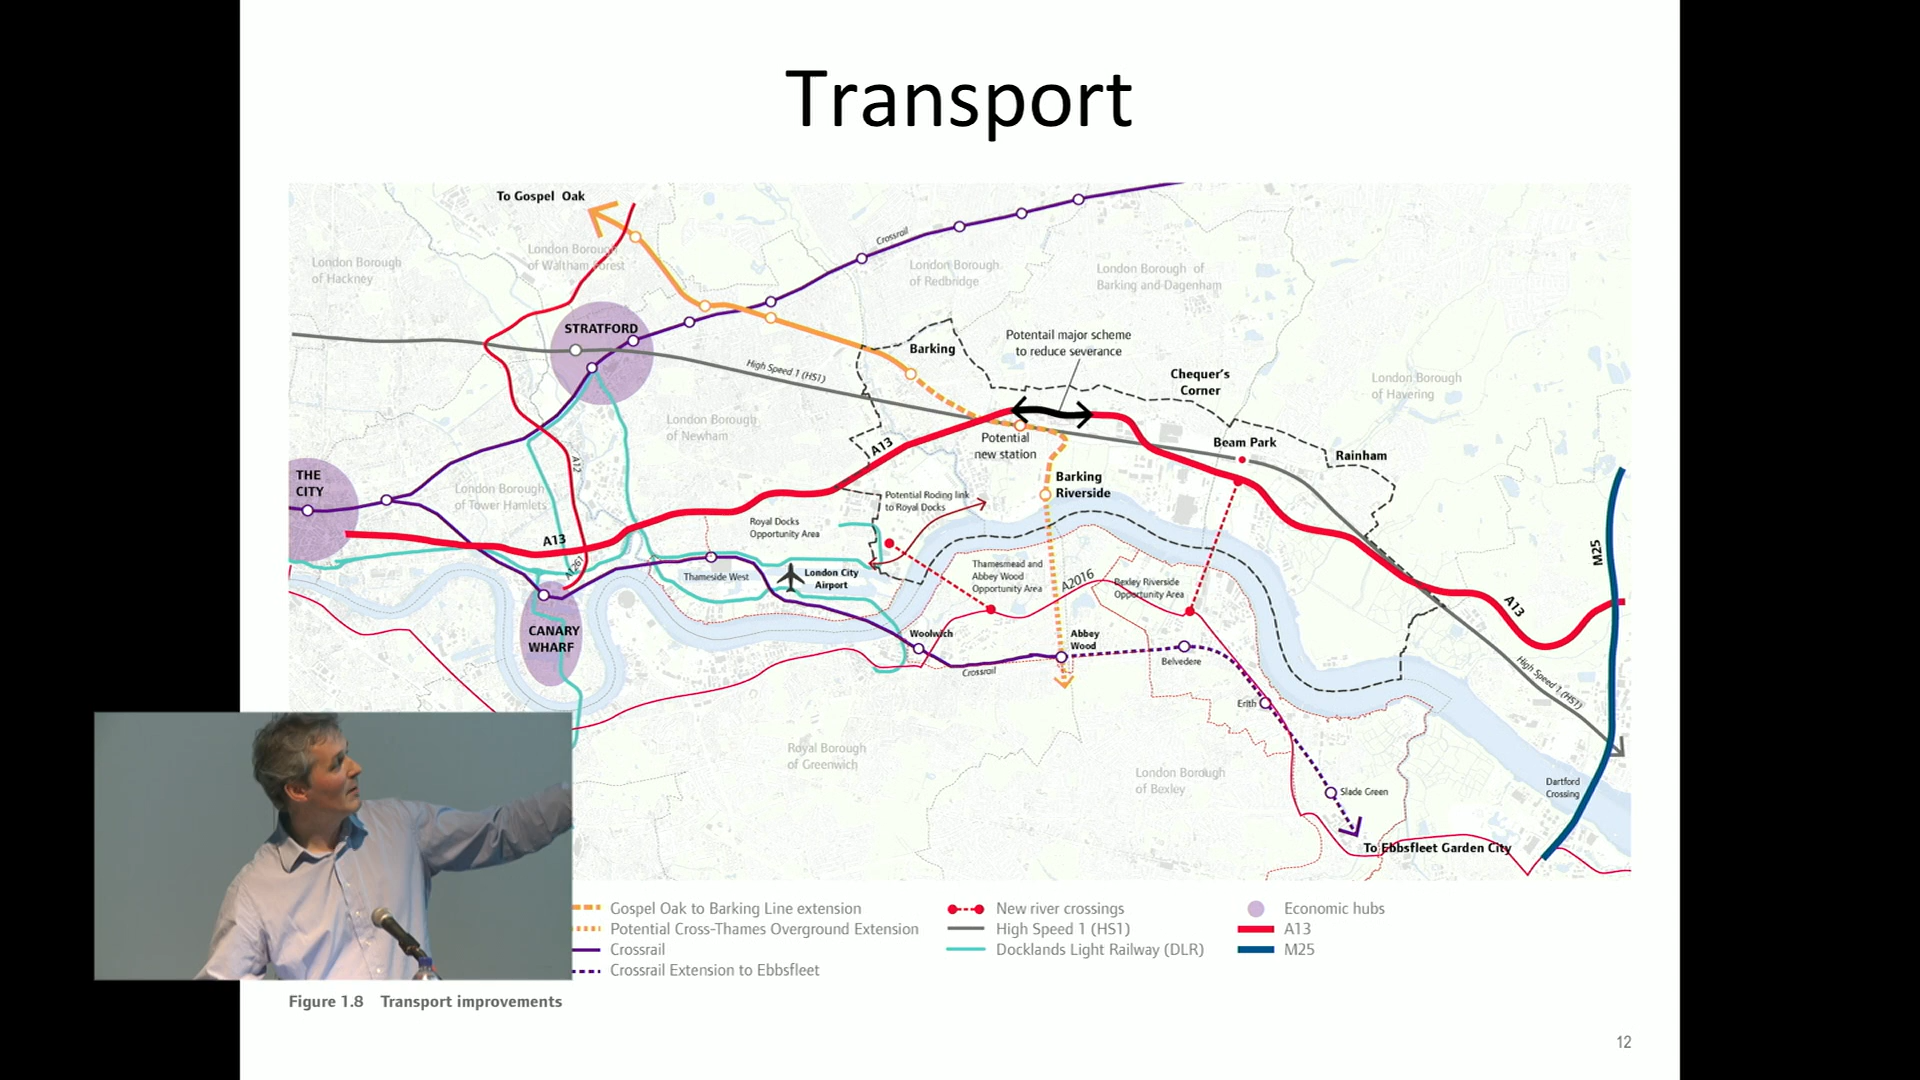 Transport
To Gospel Oak
London Borough
of Waltham Forest
London Borough
of Hackney
Crossrail
London Borough
of Redbridge
London Borough of
Barking and Dagenham
STRATFORD
High Speed 1 (HS1)
Barking
Potentail major scheme
to reduce severance
Chequer's
Corner
London Borough
of Havering
London Borough
of Newham
A13
Potential
new station
Beam Park
Rainham
THE
CITY
A12
London Borough
of Tower Hamlets
Barking
Riverside
Potential Roding link
to Royal Docks
Royal Docks
Opportunity Area
A13
A1261
M25
Thameside West
London City
Airport
Thamesmead and
Abbey Wood
Opportunity Area
A2016
Bexley Riverside
Opportunity Area
A13
CANARY
WHARF
Woolwich
Abbey
Wood
Crossrail
Belvedere
High Speed 1 (HS1)
Erith
Royal Borough
of Greenwich
London Borough
of Bexley
Slade Green
Dartford
Crossing
To Ebbsfleet Garden City
Gospel Oak to Barking Line extension
Potential Cross-Thames Overground Extension
Crossrail
Crossrail Extension to Ebbsfleet
New river crossings
High Speed 1 (HS1)
Docklands Light Railway (DLR)
Economic hubs
A13
M25
Figure 1.8 Transport improvements
12